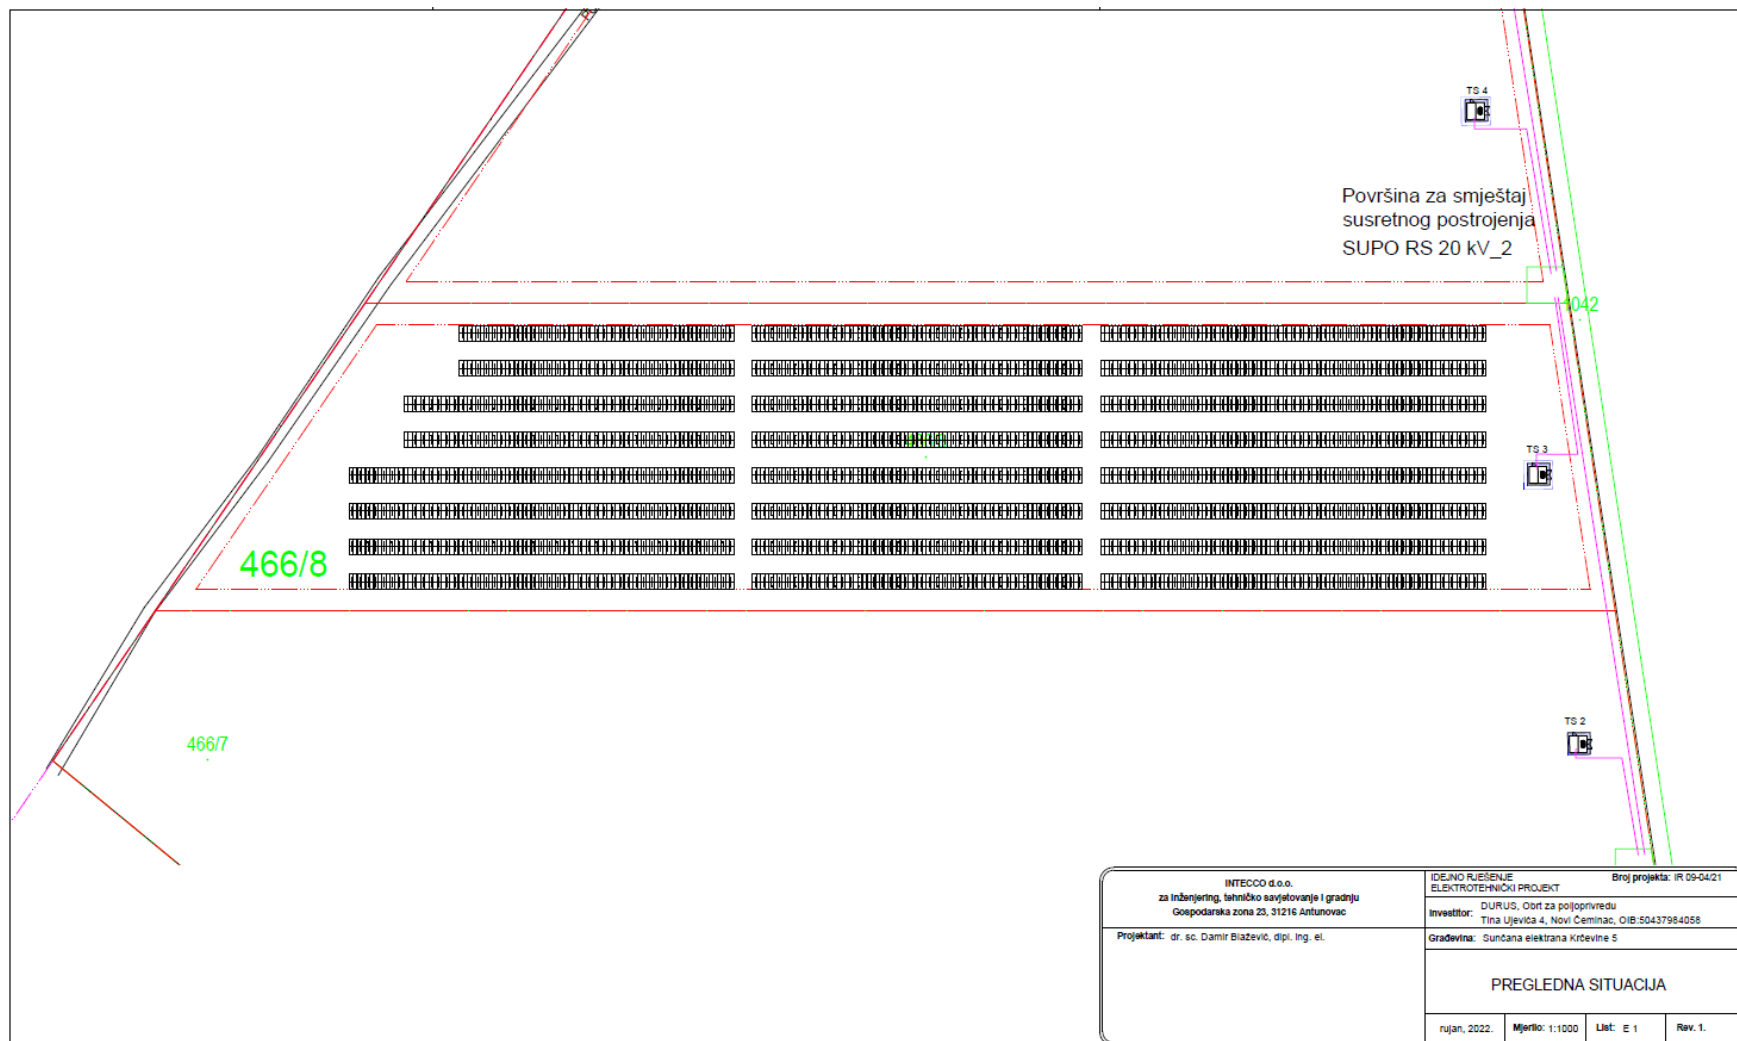 TS 4
Površina za smještaj
susretnog postrojenja
SUPO RS 20 kV_2
1042
TS 3
466/8
TS 2
466/7
INTECCO d.o.o.
za inženjering, tehničko savjetovanje i gradnju
Gospodarska zona 23, 31216 Antunovac
Projektant: dr. sc. Damir Blažević, dipl. ing. el.
IDEJNO RJEŠENJE
ELEKTROTEHNIČKI PROJEKT
Broj projekta: IR 09-04/21
Investitor: DURUS, Obrt za poljoprivredu
Tina Ujevića 4, Novi Čeminac, OIB:50437984058
Građevina: Sunčana elektrana Krčevine 5
PREGLEDNA SITUACIJA
rujan, 2022.
Mjerilo: 1:1000
List: E 1
Rev. 1.